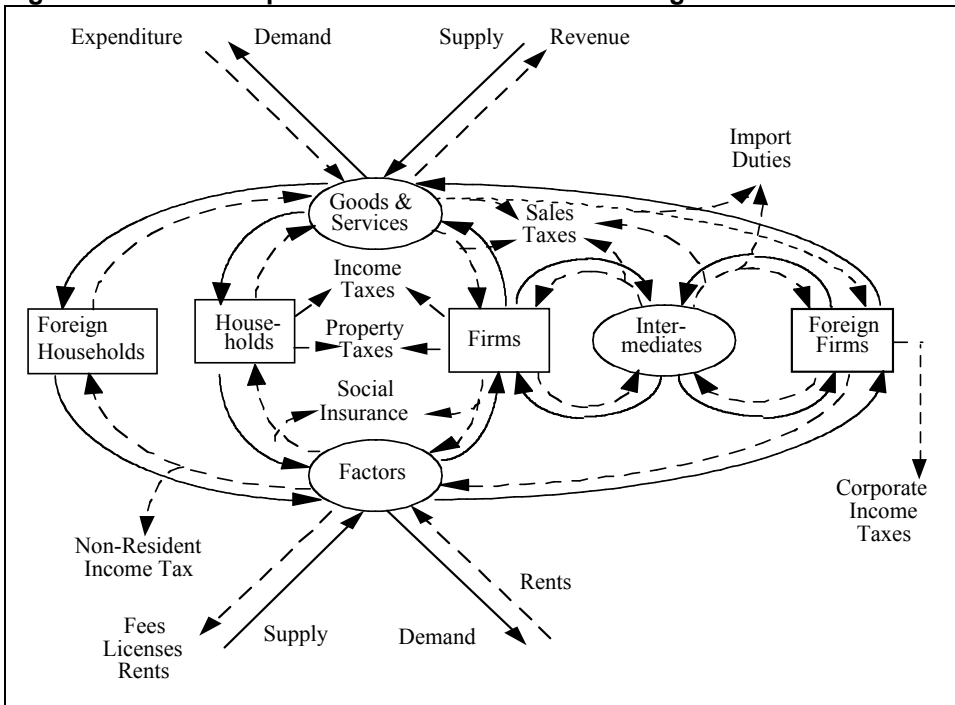 Expenditure
Demand
Supply
Revenue
Import
Duties
Goods &
Services
Sales
Taxes
Income
Taxes
Foreign
Households
House-
holds
Property
Taxes
Firms
Inter-
mediates
Foreign
Firms
Social
Insurance
Factors
Corporate
Income
Taxes
Non-Resident
Income Tax
Rents
Fees
Licenses
Rents
Supply
Demand